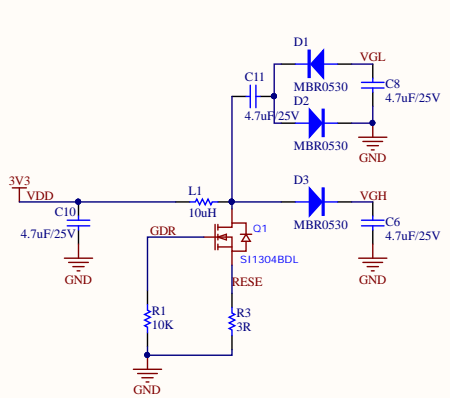 D1
VGL
C11
MBR0530
C8
4.7uF/25V
4.7uF/25V
D2
MBR0530
GND
3V3
VDD
L1
10uH
D3
VGH
MBR0530
C10
4.7uF/25V
GDR
Q1
SI1304BDL
C6
4.7uF/25V
GND
GND
RESE
R1
10K
R3
3R
GND